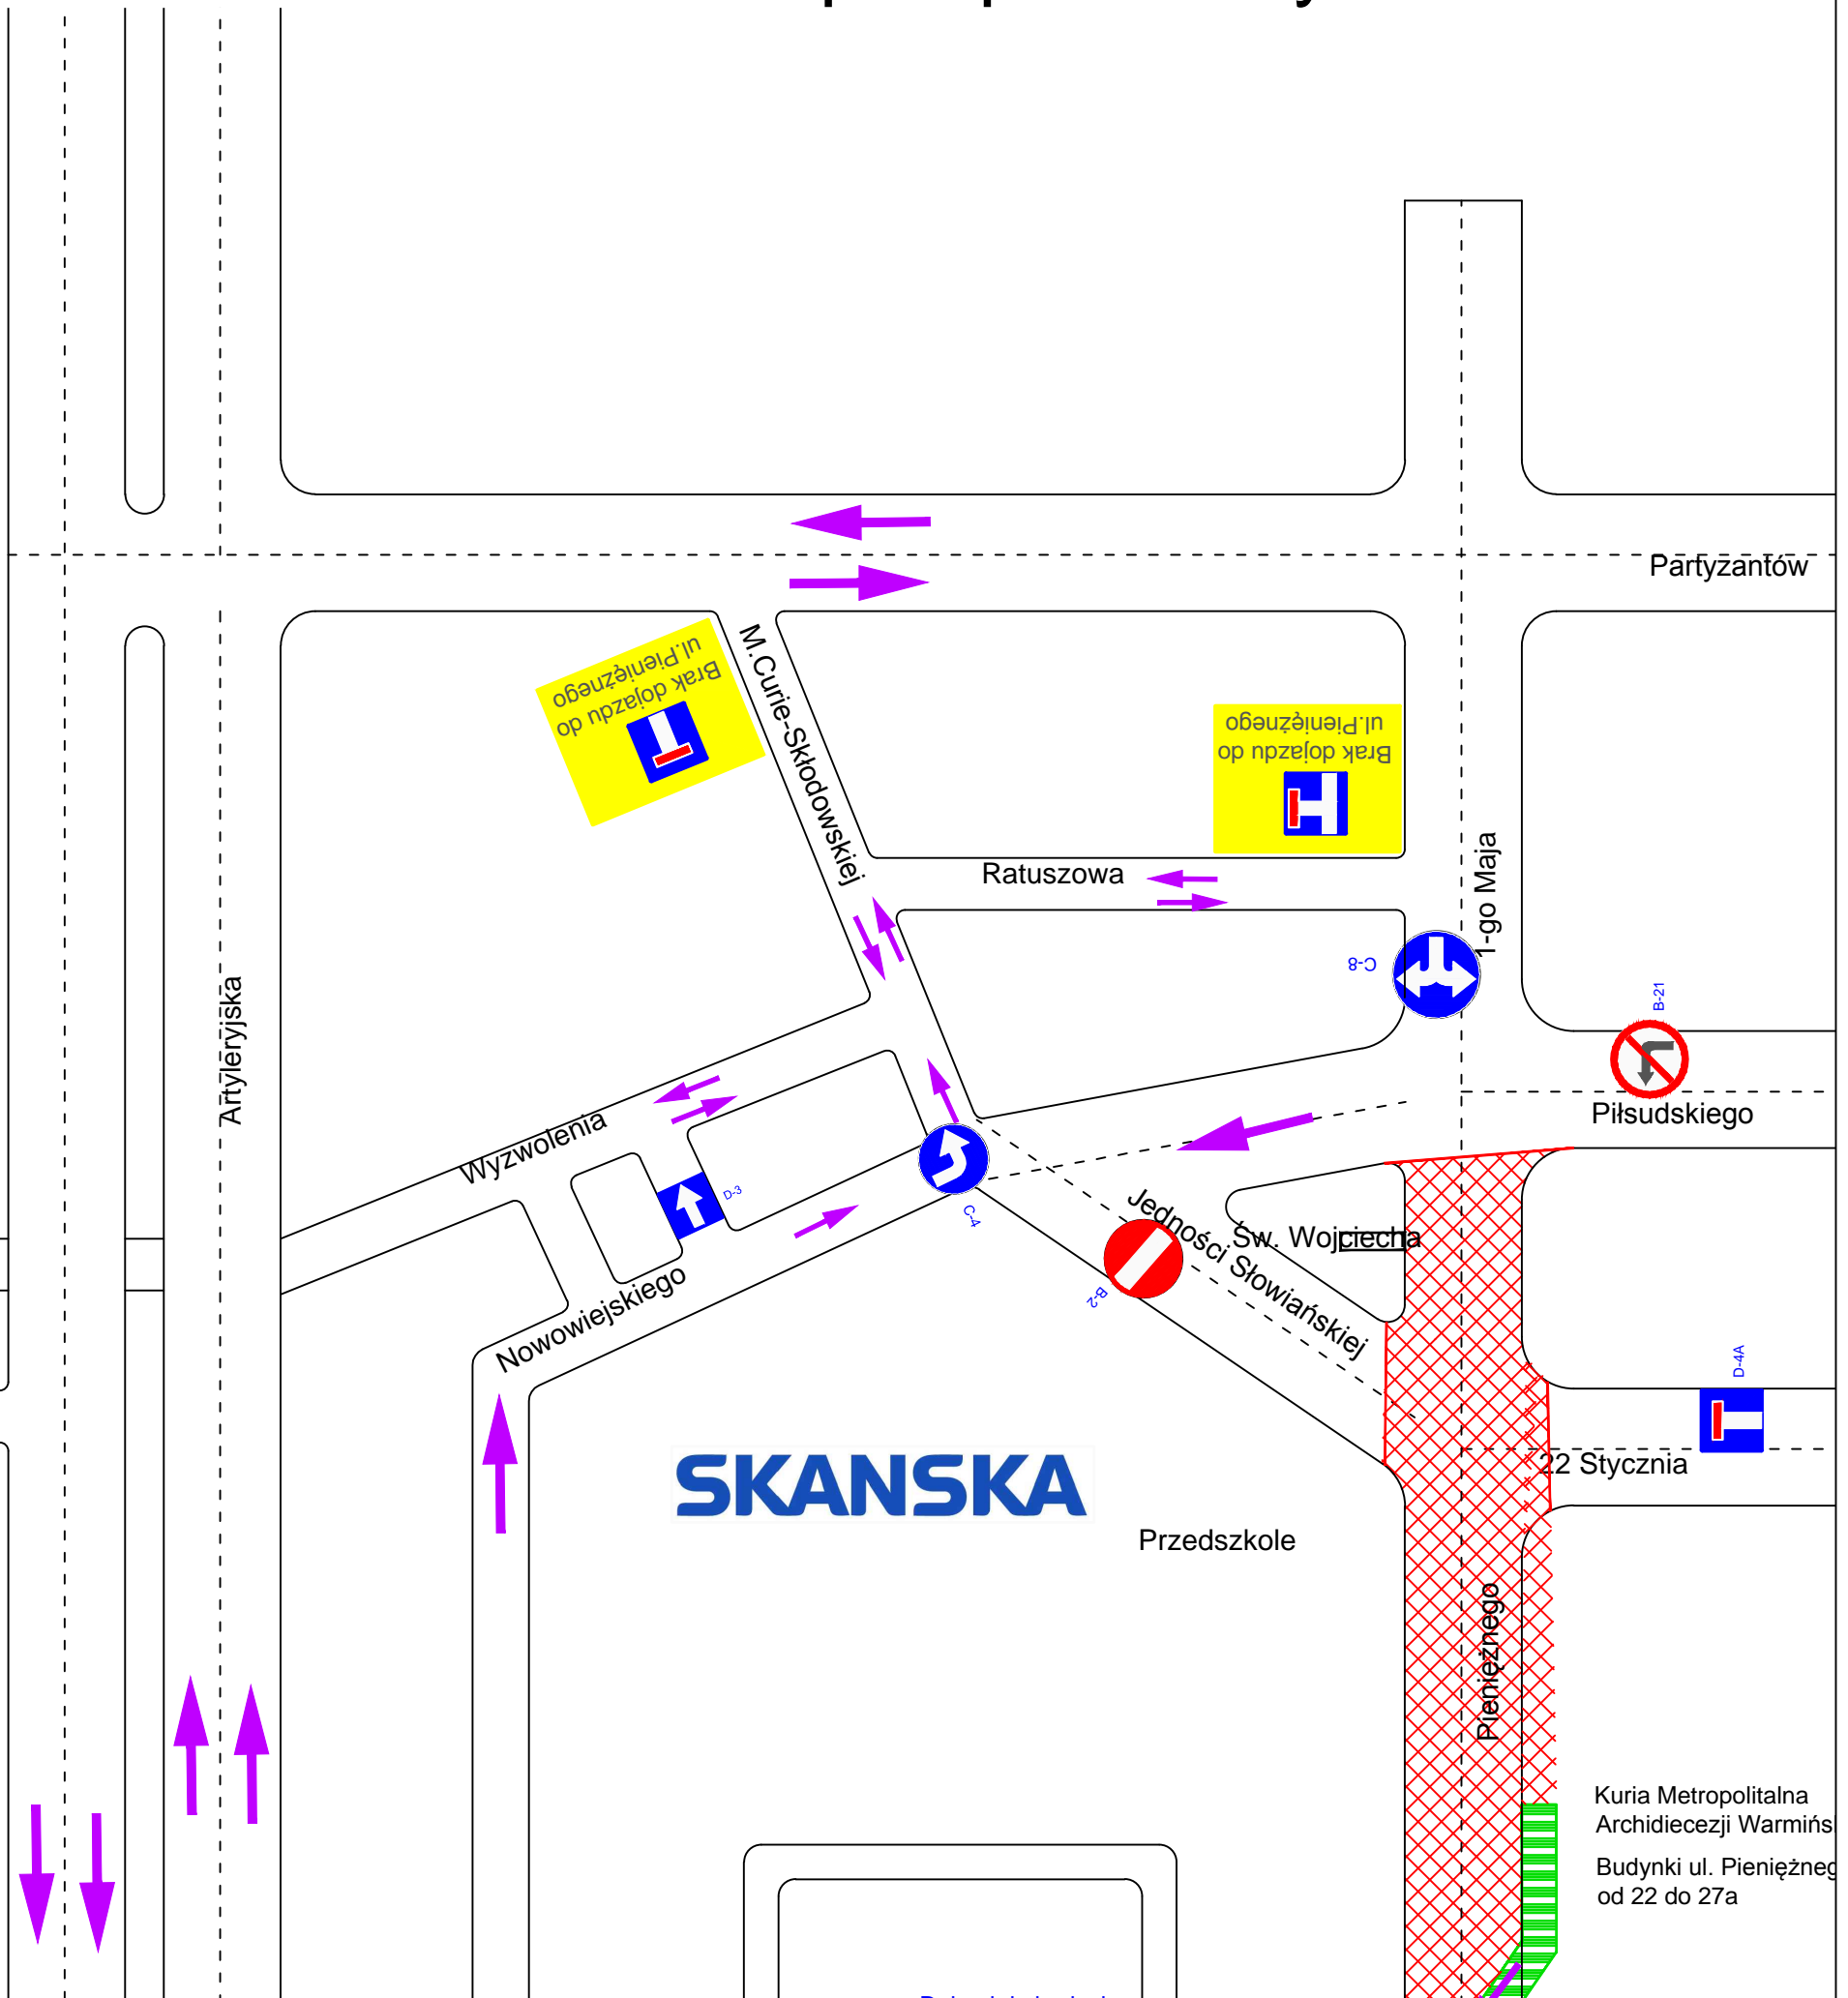 Partyzantów
M.Curie-Skłodowskiej
Brak dojazdu do
ul.Pieniężnego
Brak dojazdu do
ul.Pieniężnego
Ratuszowa
1-go Maja
C-8
B-21
Artyleryjska
Piłsudskiego
Wyzwolenia
D-3
C-4
Jedności Słowiańskiej
Św. Wojciecha
B-2
Nowowiejskiego
D-4A
22 Stycznia
SKANSKA
Przedszkole
Pieniężnego
Kuria Metropolitalna
Archidiecezji Warmińs
Budynki ul. Pieniężneg
od 22 do 27a